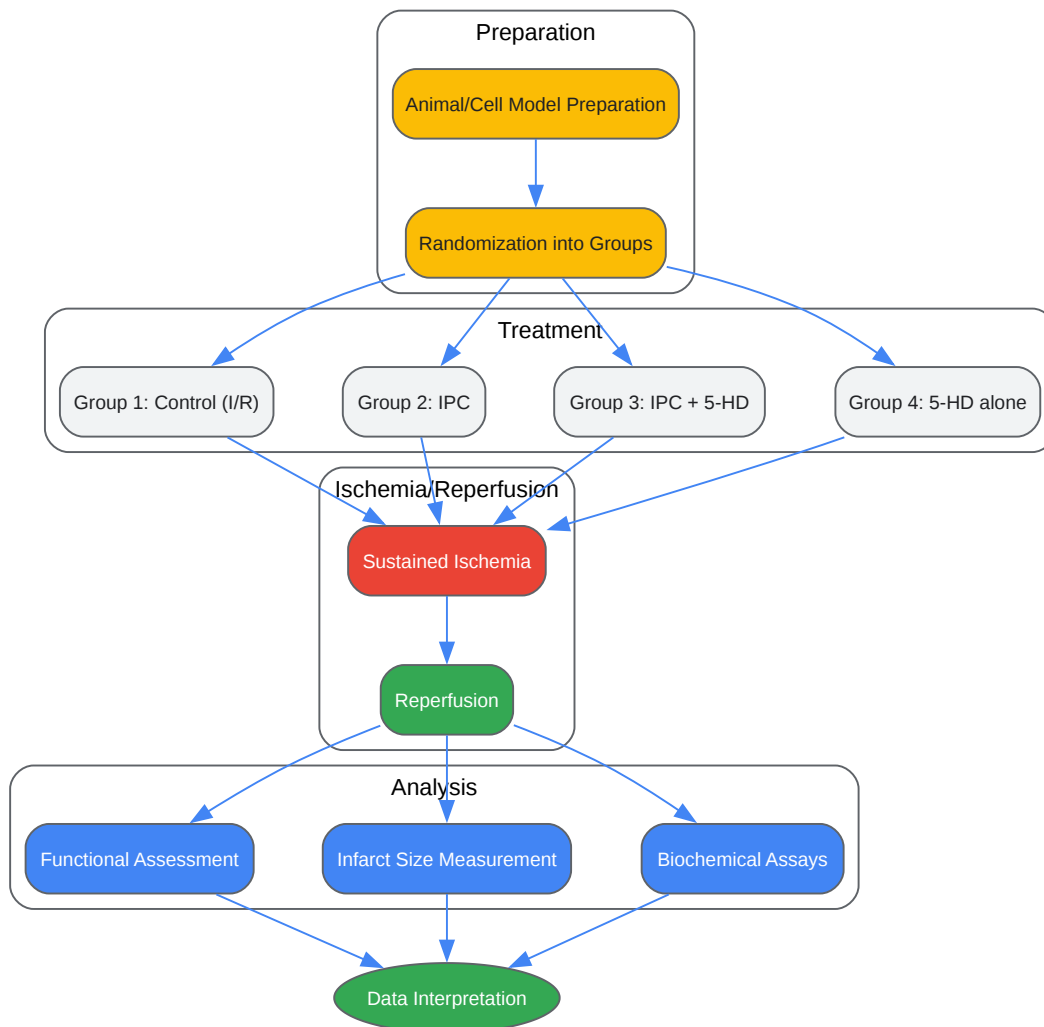 Preparation
Animal/Cell Model Preparation
Randomization into Groups
Treatment
Group 1: Control (I/R)
Group 2: IPC
Group 3: IPC + 5-HD
Group 4: 5-HD alone
Ischemia/Reperfusion
Sustained Ischemia
Reperfusion
Analysis
Functional Assessment
Infarct Size Measurement
Biochemical Assays
Data Interpretation